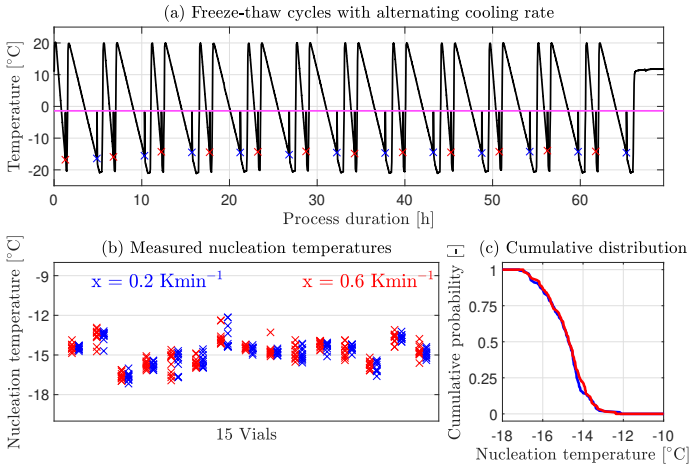 (a) Freeze-thaw cycles with alternating cooling rate
Temperature [°C]
20
10
0
-10
-20
0
10
20
30
40
50
60
Process duration [h]
(b) Measured nucleation temperatures
Nucleation temperature [°C]
-9
-12
-15
-18
x = 0.2 Kmin⁻¹
x = 0.6 Kmin⁻¹
15 Vials
(c) Cumulative distribution
Cumulative probability [-]
1
0.75
0.5
0.25
0
-18
-16
-14
-12
-10
Nucleation temperature [°C]